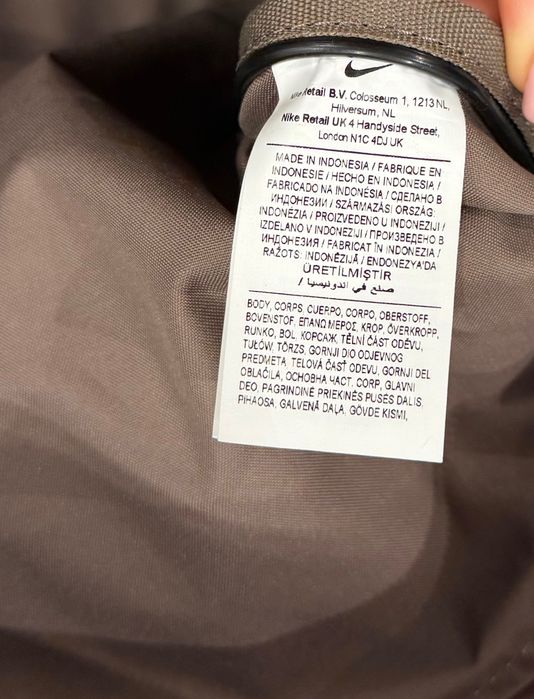 Nike Retail B.V. Colosseum 1, 1213 NL,
Hilversum, NL
Nike Retail UK 4 Handyside Street,
London N1C 4DJ UK
MADE IN INDONESIA / FABRIQUE EN
INDONESIE / HECHO EN INDONESIA /
FABRICADO NA INDONÉSIA / СДЕЛАНО В
ИНДОНЕЗИИ / SZÁRMAZÁSI ORSZÁG:
INDONÉZIA / PROIZVEDENO U INDONEZIJI /
IZDELANO V INDONEZIJI / ПРОИЗВЕДЕНО В
ИНДОНЕЗИЯ / FABRICAT ÎN INDONEZIA /
RAŽOTS: INDONĒZIJĀ / ENDONEZYA'DA
ÜRETİLMİŞTİR
صنع في اندونيسيا /
BODY, CORPS, CUERPO, CORPO, OBERSTOFF,
BOVENSTOF, ΕΠΑΝΩ ΜΕΡΟΣ, KROP, ÖVERKROPP,
RUNKO, BOL, КОРСАЖ, TĚLNÍ ČÁST ODĚVU,
TUŁÓW, TÖRZS, GORNJI DIO ODJEVNOG
PREDMETA, TELOVÁ ČASŤ ODEVU, GORNJI DEL
OBLAČILA, ОСНОВНА ЧАСТ, CORP, GLAVNI
DEO, PAGRINDINĖ PRIEKINĖS PUSĖS DALIS,
PIHAOSA, GALVENĀ DAĻA, GÖVDE KISMI,